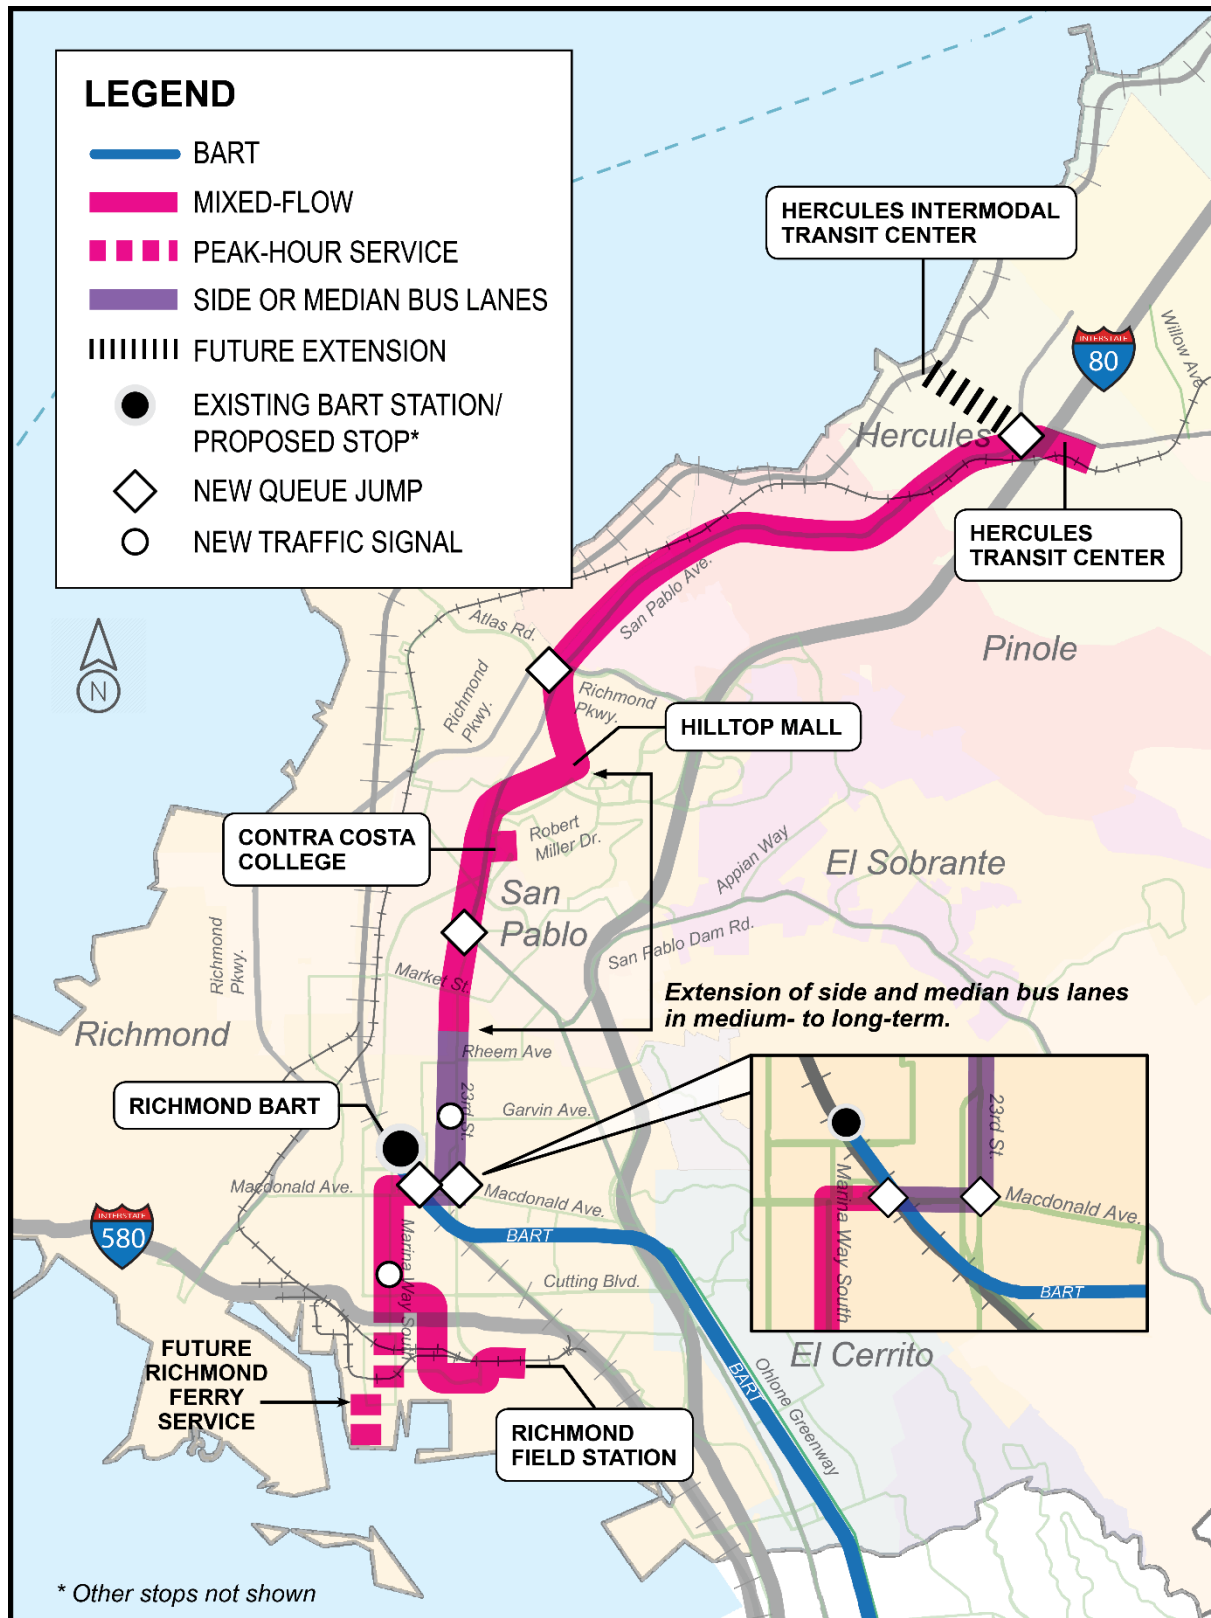 LEGEND
BART
MIXED-FLOW
PEAK-HOUR SERVICE
SIDE OR MEDIAN BUS LANES
FUTURE EXTENSION
EXISTING BART STATION/
PROPOSED STOP*
NEW QUEUE JUMP
NEW TRAFFIC SIGNAL
N
HERCULES INTERMODAL
TRANSIT CENTER
INTERSTATE
80
Willow Ave
Hercules
HERCULES
TRANSIT CENTER
San Pablo Ave.
Atlas Rd.
Pinole
Richmond
Pkwy.
Richmond
Pkwy.
HILLTOP MALL
CONTRA COSTA
COLLEGE
Robert
Miller Dr.
Appian Way
El Sobrante
San
Pablo
San Pablo Dam Rd.
Richmond
Pkwy.
Market St.
Extension of side and median bus lanes
in medium- to long-term.
Richmond
Rheem Ave
23rd St.
Garvin Ave.
RICHMOND BART
Macdonald Ave.
Macdonald Ave.
23rd St.
Marina Way South
Macdonald Ave.
BART
INTERSTATE
580
BART
Marina Way South
Cutting Blvd.
El Cerrito
FUTURE
RICHMOND
FERRY
SERVICE
BART
Ohlone Greenway
RICHMOND
FIELD STATION
* Other stops not shown